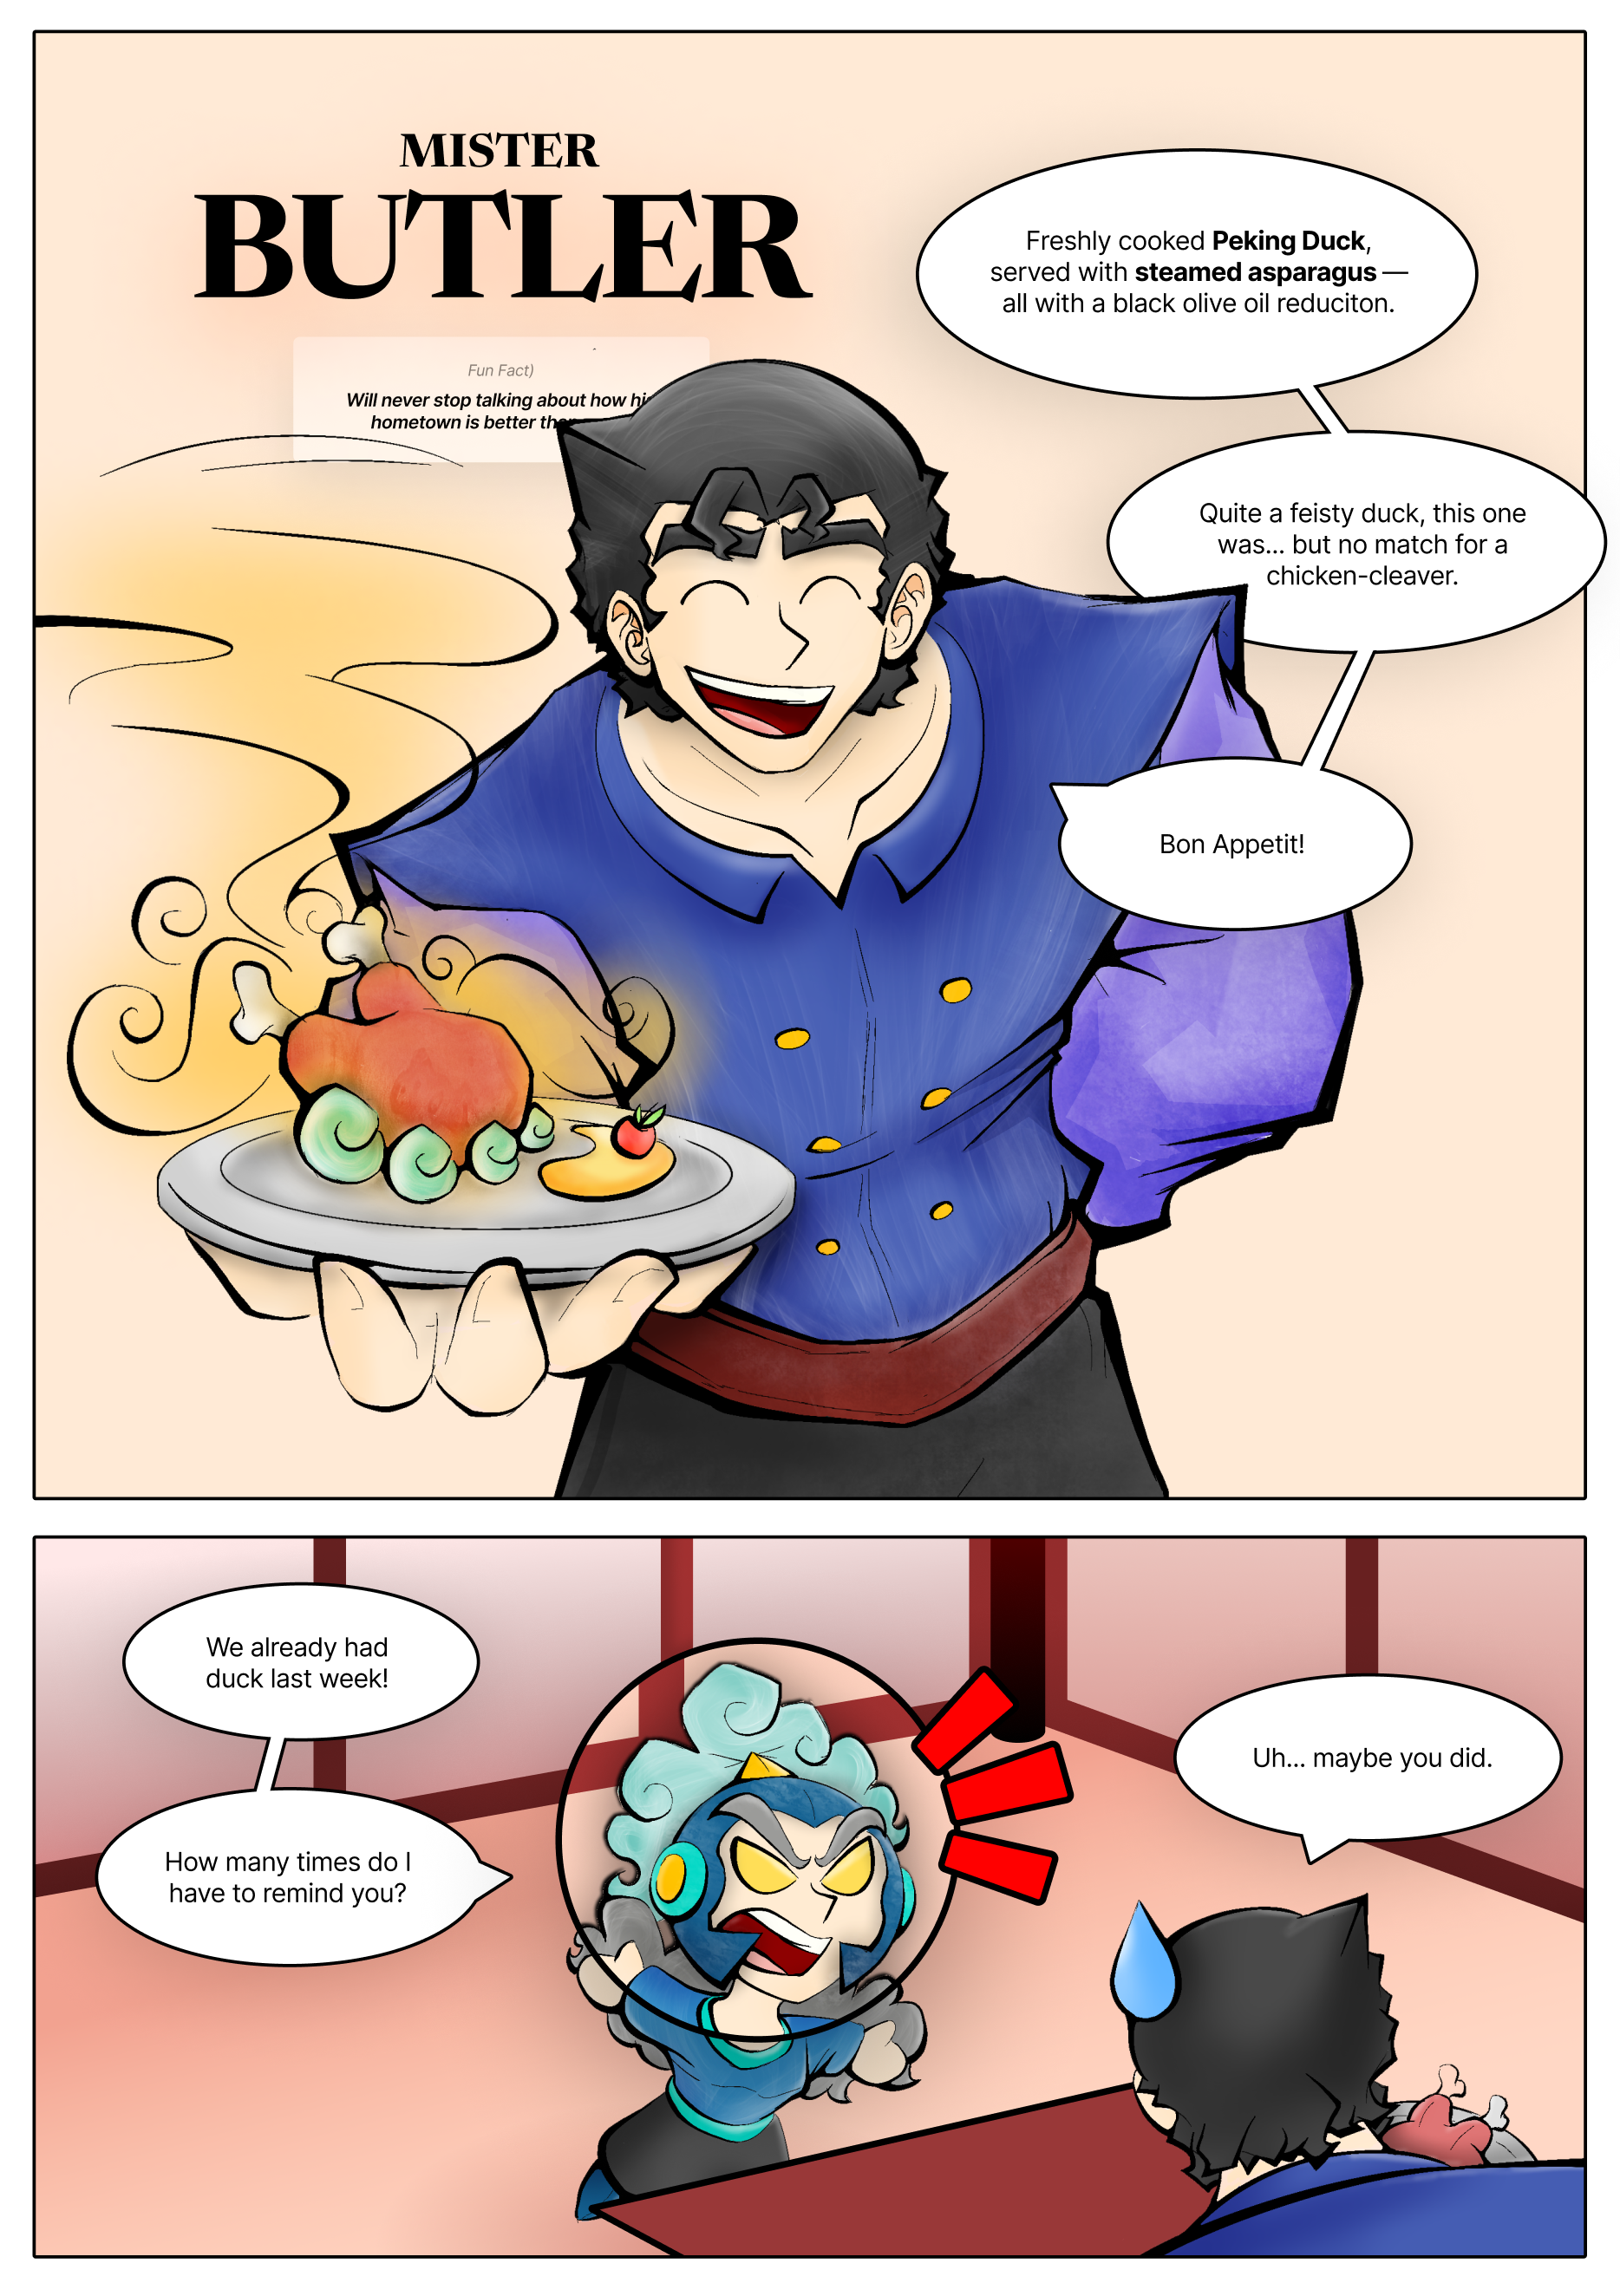 MISTER
BUTLER
Freshly cooked Peking Duck,
served with steamed asparagus —
all with a black olive oil reduciton.
Fun Fact)
Will never stop talking about how
hometown is better
Quite a feisty duck, this one
was... but no match for a
chicken-cleaver.
Bon Appetit!
We already had
duck last week!
How many times do I
have to remind you?
Uh... maybe you did.